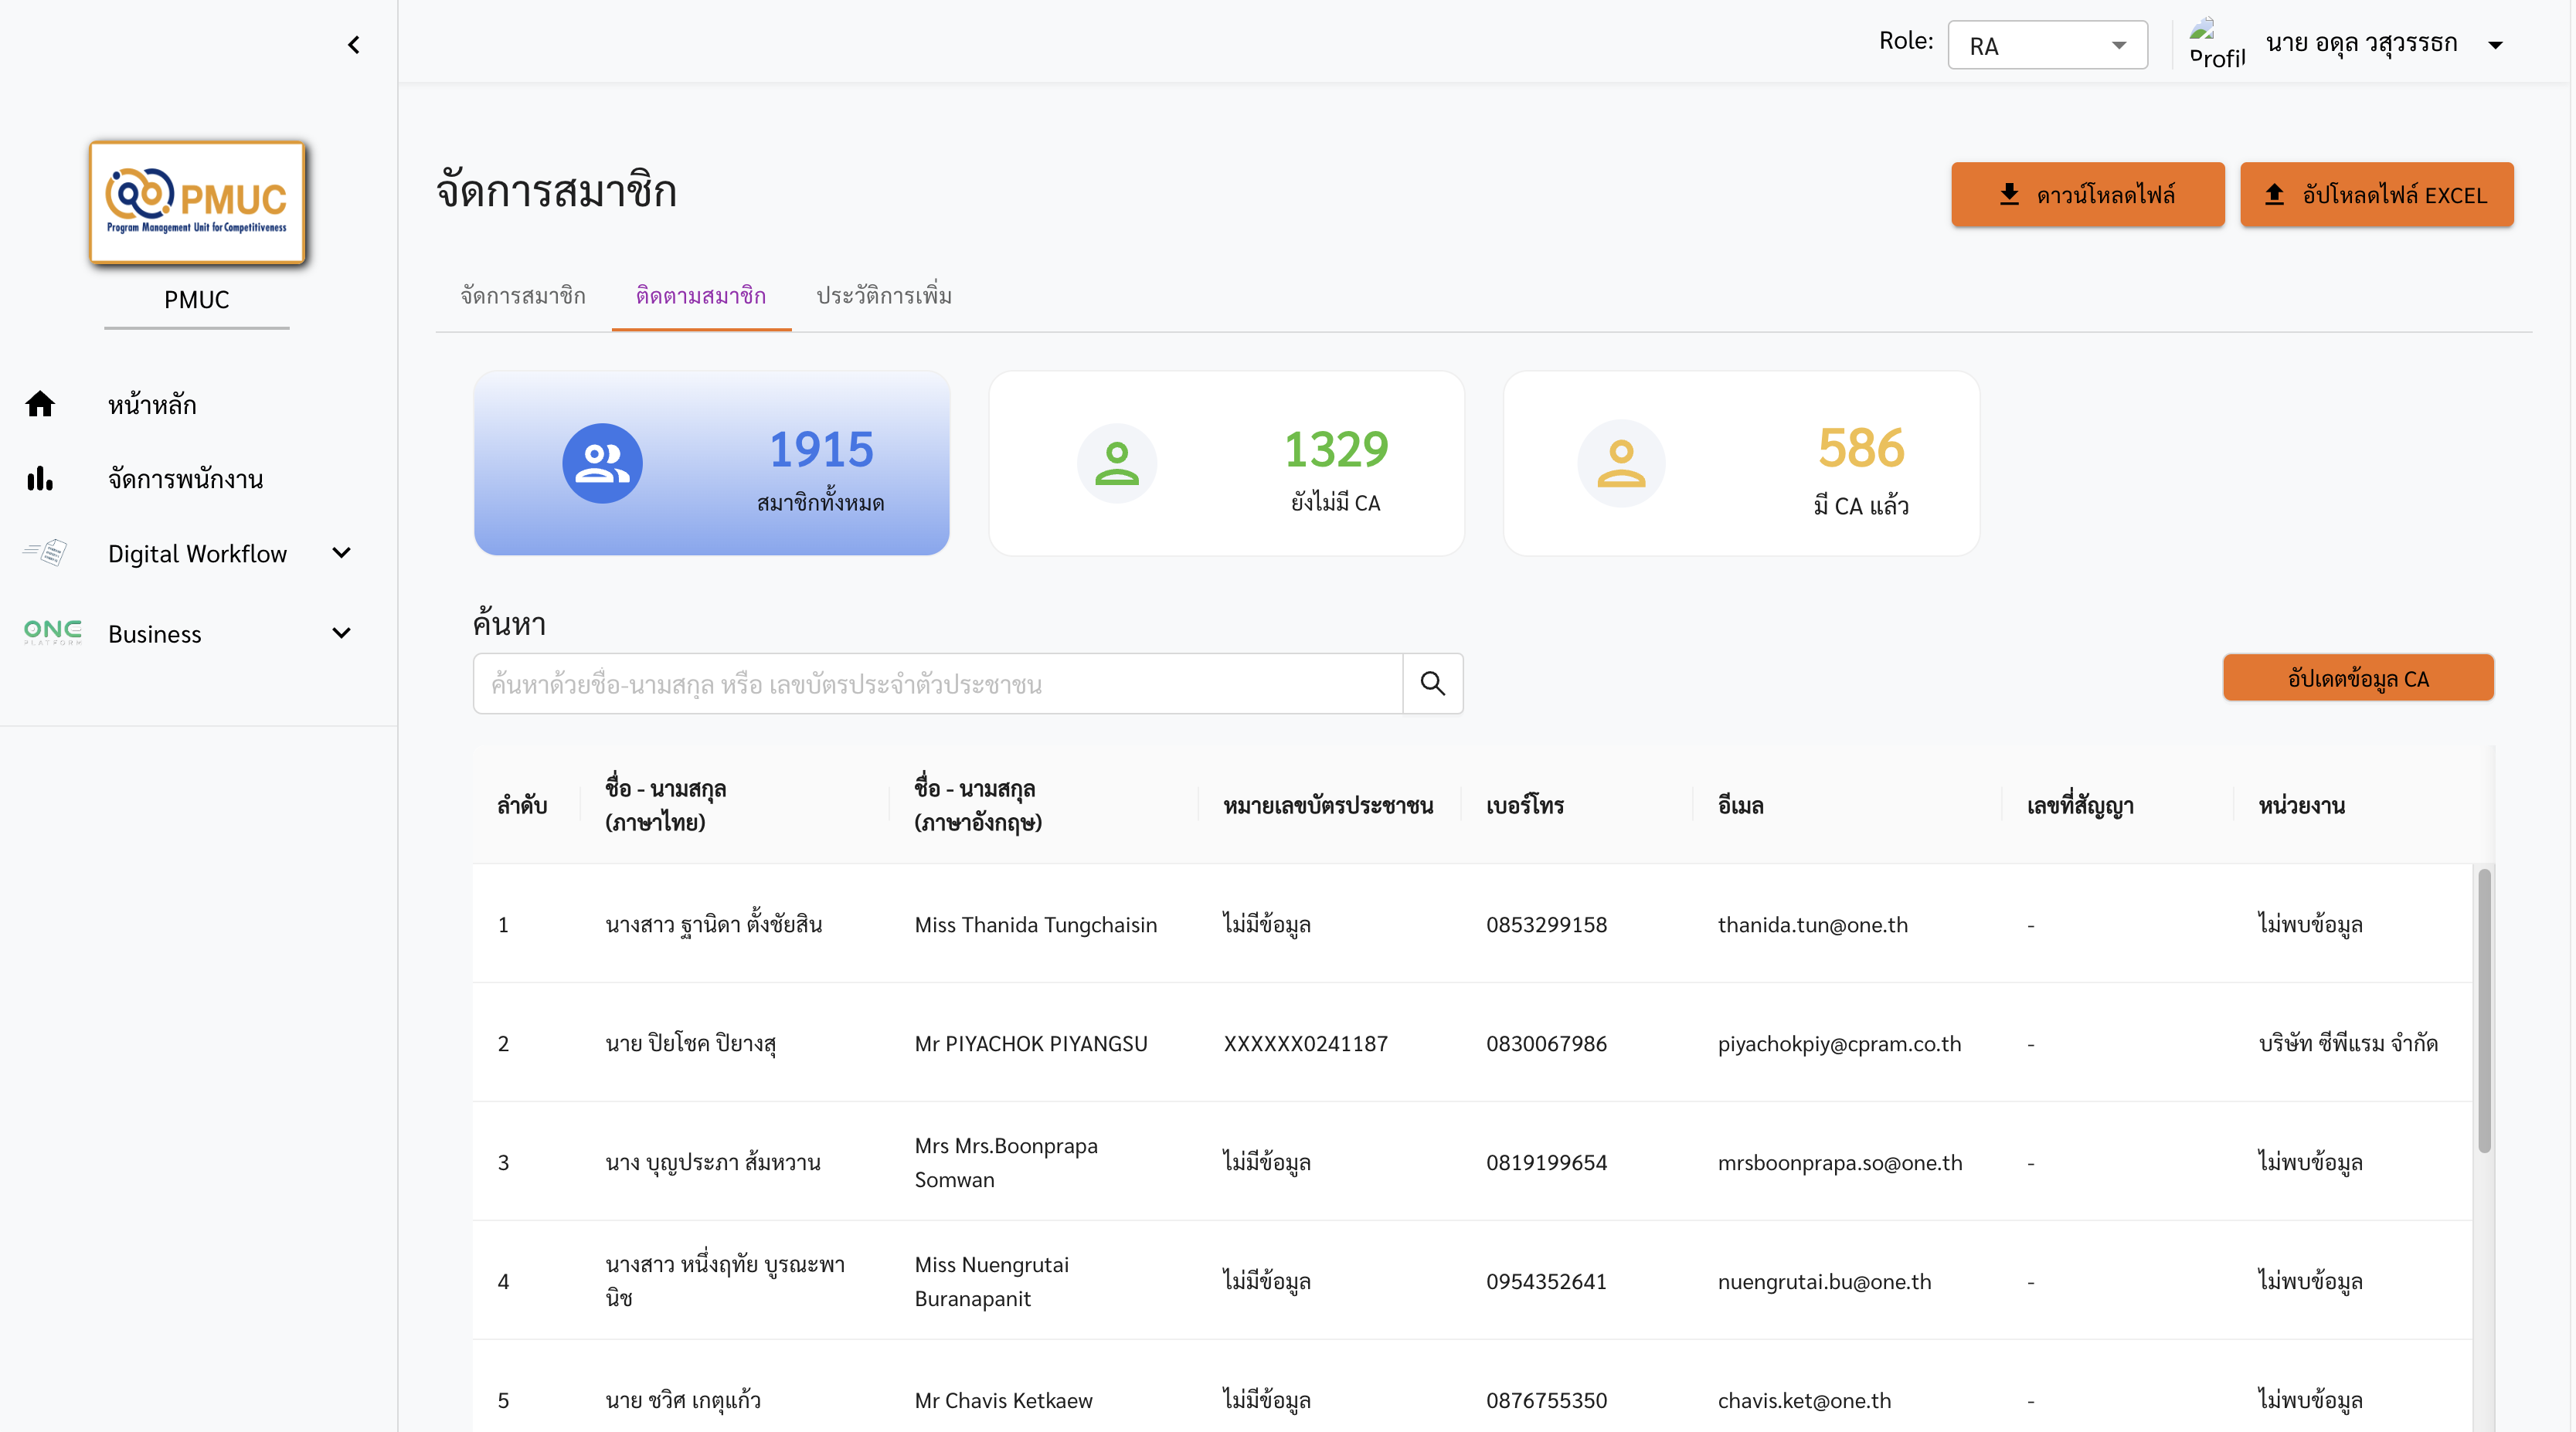 Role:
RA
Profil
นาย อดุล วสุวรรธก
PMUC
Program Management Unit for Competitiveness
PMUC
หน้าหลัก
จัดการพนักงาน
Digital Workflow
ONE
PLATFORM
Business
จัดการสมาชิก
ดาวน์โหลดไฟล์
อัปโหลดไฟล์ EXCEL
จัดการสมาชิก
ติดตามสมาชิก
ประวัติการเพิ่ม
1915
สมาชิกทั้งหมด
1329
ยังไม่มี CA
586
มี CA แล้ว
ค้นหา
ค้นหาด้วยชื่อ-นามสกุล หรือ เลขบัตรประจำตัวประชาชน
อัปเดตข้อมูล CA
ลำดับ
ชื่อ - นามสกุล
(ภาษาไทย)
ชื่อ - นามสกุล
(ภาษาอังกฤษ)
หมายเลขบัตรประชาชน
เบอร์โทร
อีเมล
เลขที่สัญญา
หน่วยงาน
1
นางสาว ฐานิดา ตั้งชัยสิน
Miss Thanida Tungchaisin
ไม่มีข้อมูล
0853299158
thanida.tun@one.th
-
ไม่พบข้อมูล
2
นาย ปิยโชค ปิยางสุ
Mr PIYACHOK PIYANGSU
XXXXXX0241187
0830067986
piyachokpiy@cpram.co.th
-
บริษัท ซีพีแรม จำกัด
3
นาง บุญประภา ส้มหวาน
Mrs Mrs.Boonprapa
Somwan
ไม่มีข้อมูล
0819199654
mrsboonprapa.so@one.th
-
ไม่พบข้อมูล
4
นางสาว หนึ่งฤทัย บูรณะพา
นิช
Miss Nuengrutai
Buranapanit
ไม่มีข้อมูล
0954352641
nuengrutai.bu@one.th
-
ไม่พบข้อมูล
5
นาย ชวิศ เกตุแก้ว
Mr Chavis Ketkaew
ไม่มีข้อมูล
0876755350
chavis.ket@one.th
-
ไม่พบข้อมูล